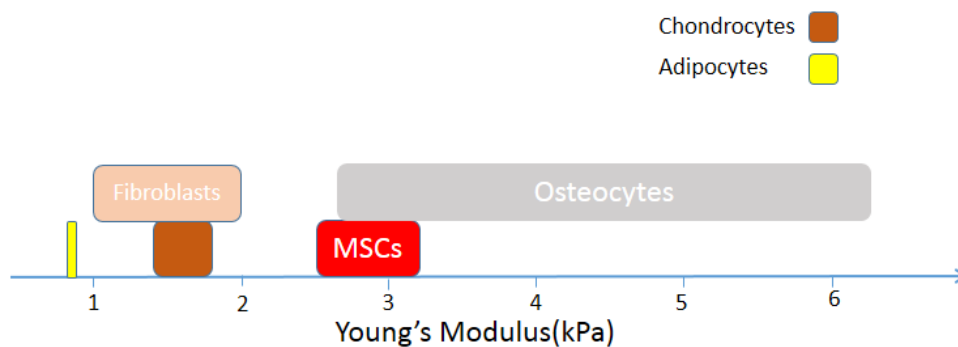 Chondrocytes
Adipocytes
Fibroblasts
Osteocytes
MSCs
1 2 3 4 5 6
Young's Modulus(kPa)